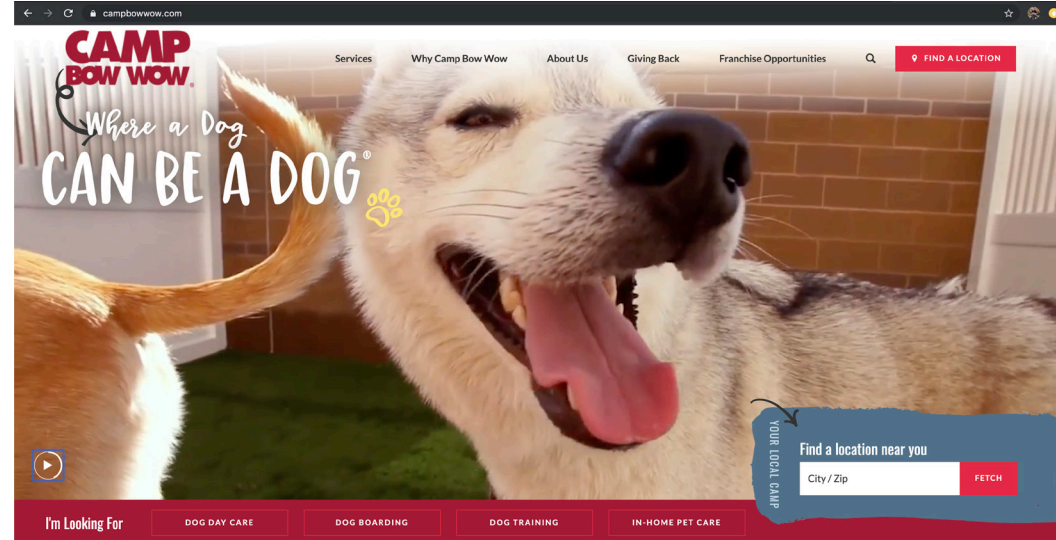 campbowwow.com
CAMP
BOW WOW®
Services Why Camp Bow Wow About Us Giving Back Franchise Opportunities FIND A LOCATION
Where a Dog
CAN BE A DOG®
YOUR LOCAL CAMP
Find a location near you
City / Zip FETCH
I'm Looking For DOG DAY CARE DOG BOARDING DOG TRAINING IN-HOME PET CARE